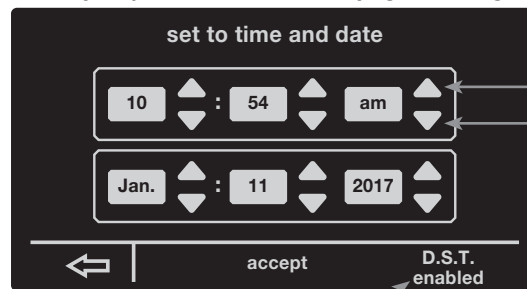 set to time and date
10 : 54 am
Jan. : 11 2017
accept
D.S.T.
enabled